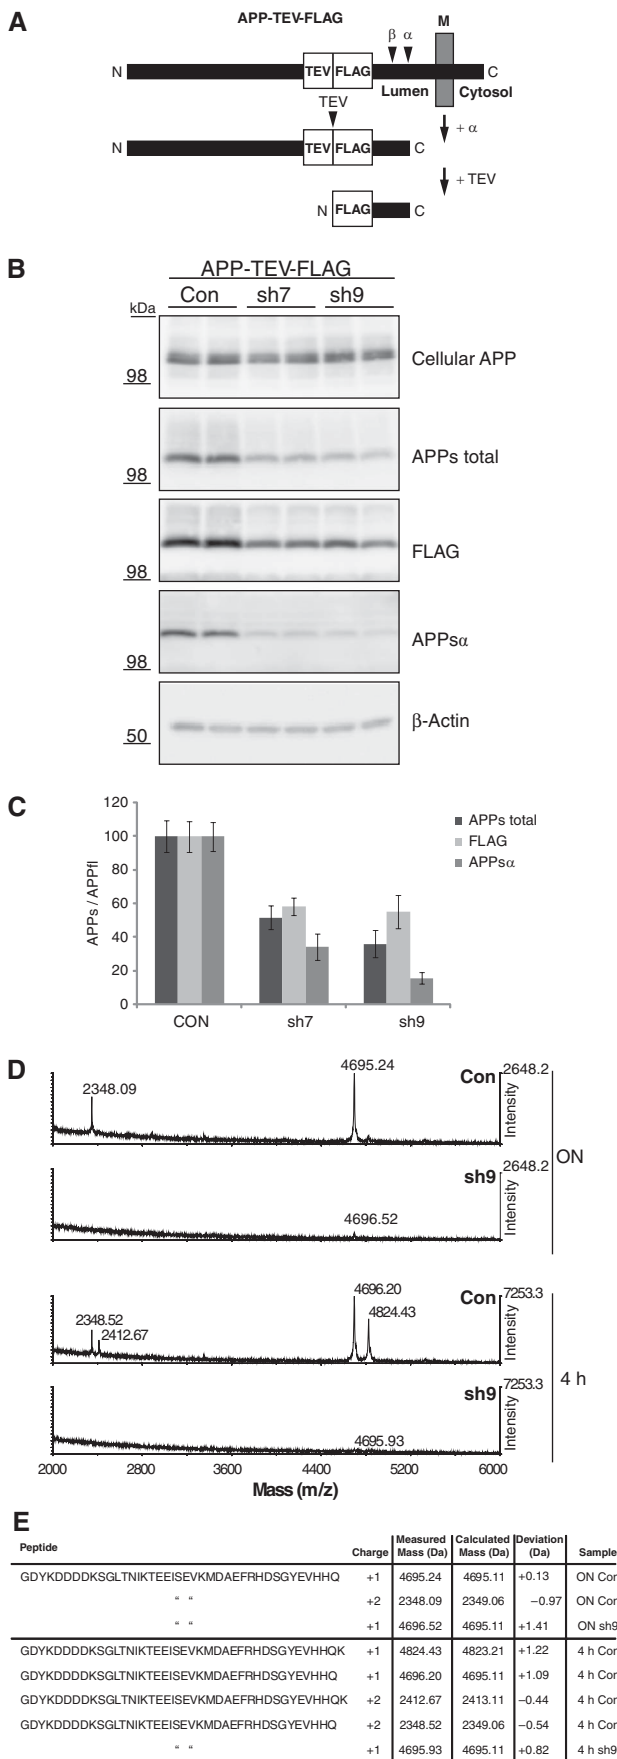 A
APP-TEV-FLAG
M
β α
N TEV FLAG C
Lumen Cytosol
TEV
+ α
N TEV FLAG C
+ TEV
N FLAG C
B
APP-TEV-FLAG
Con sh7 sh9
kDa
98 Cellular APP
98 APPs total
98 FLAG
98 APPsα
50 β-Actin
C
120
100
80
60
40
20
0
APPs / APPfl
APPs total
FLAG
APPsα
CON sh7 sh9
D
2348.09 4695.24 Con 2648.2 Intensity
4696.52 sh9 2648.2 Intensity
ON
2348.52 2412.67 4696.20 4824.43 Con 7253.3 Intensity
4695.93 sh9 7253.3 Intensity
4 h
2000 2800 3600 4400 5200 6000
Mass (m/z)
E
Peptide Charge Measured Mass (Da) Calculated Mass (Da) Deviation (Da) Sample
GDYKDDDDKSGLTNIKTEEISEVKMDAEFRHDSGYEVHHQ +1 4695.24 4695.11 +0.13 ON Con
" " +2 2348.09 2349.06 −0.97 ON Con
" " +1 4696.52 4695.11 +1.41 ON sh9
GDYKDDDDKSGLTNIKTEEISEVKMDAEFRHDSGYEVHHQK +1 4824.43 4823.21 +1.22 4 h Con
GDYKDDDDKSGLTNIKTEEISEVKMDAEFRHDSGYEVHHQ +1 4696.20 4695.11 +1.09 4 h Con
GDYKDDDDKSGLTNIKTEEISEVKMDAEFRHDSGYEVHHQK +2 2412.67 2413.11 −0.44 4 h Con
GDYKDDDDKSGLTNIKTEEISEVKMDAEFRHDSGYEVHHQ +2 2348.52 2349.06 −0.54 4 h Con
" " +1 4695.93 4695.11 +0.82 4 h sh9